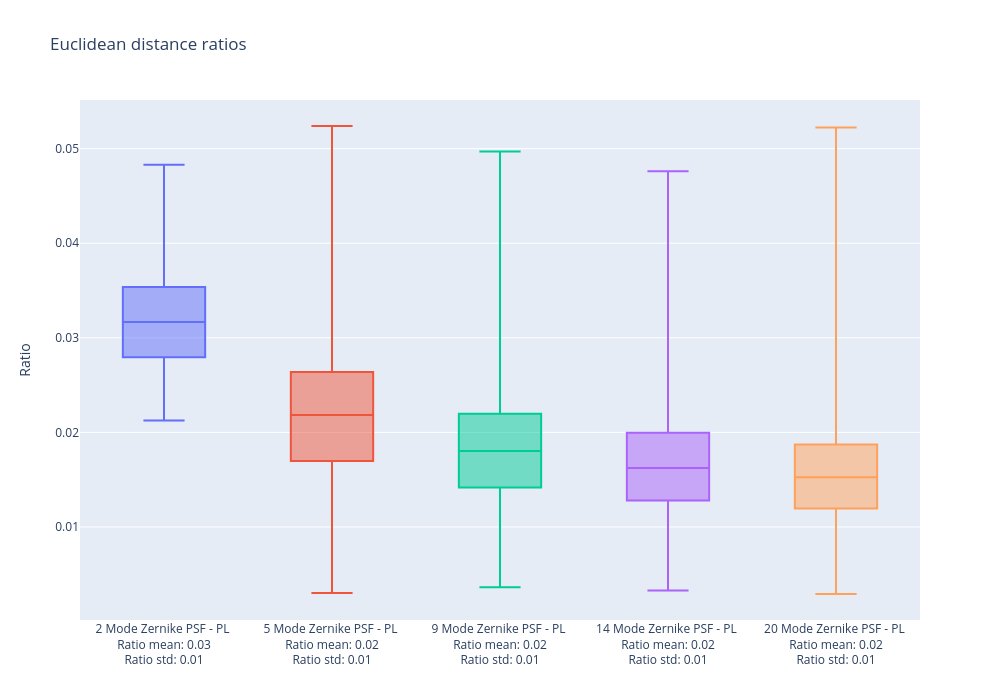 Euclidean distance ratios
Ratio
0.05
0.04
0.03
0.02
0.01
2 Mode Zernike PSF - PL
Ratio mean: 0.03
Ratio std: 0.01
5 Mode Zernike PSF - PL
Ratio mean: 0.02
Ratio std: 0.01
9 Mode Zernike PSF - PL
Ratio mean: 0.02
Ratio std: 0.01
14 Mode Zernike PSF - PL
Ratio mean: 0.02
Ratio std: 0.01
20 Mode Zernike PSF - PL
Ratio mean: 0.02
Ratio std: 0.01